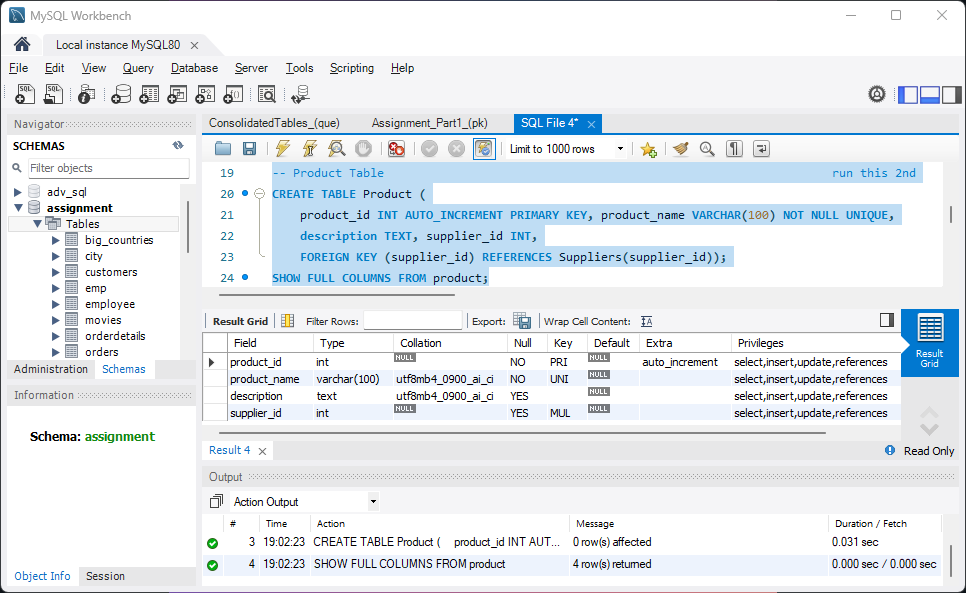 MySQL Workbench
Local instance MySQL80
File Edit View Query Database Server Tools Scripting Help
Navigator
SCHEMAS
Filter objects
adv_sql
assignment
Tables
big_countries
city
customers
emp
employee
movies
orderdetails
orders
Administration Schemas
Information
Schema: assignment
Object Info Session
ConsolidatedTables_(que) Assignment_Part1_(pk) SQL File 4*
Limit to 1000 rows
19 -- Product Table run this 2nd
20 CREATE TABLE Product (
21 product_id INT AUTO_INCREMENT PRIMARY KEY, product_name VARCHAR(100) NOT NULL UNIQUE,
22 description TEXT, supplier_id INT,
23 FOREIGN KEY (supplier_id) REFERENCES Suppliers(supplier_id));
24 SHOW FULL COLUMNS FROM product;
Result Grid Filter Rows: Export: Wrap Cell Content:
Field Type Collation Null Key Default Extra Privileges
product_id int NULL NO PRI NULL auto_increment select,insert,update,references
product_name varchar(100) utf8mb4_0900_ai_ci NO UNI NULL select,insert,update,references
description text utf8mb4_0900_ai_ci YES NULL select,insert,update,references
supplier_id int NULL YES MUL NULL select,insert,update,references
Result
Grid
Result 4 Read Only
Output
Action Output
# Time Action Message Duration / Fetch
3 19:02:23 CREATE TABLE Product ( product_id INT AUT... 0 row(s) affected 0.031 sec
4 19:02:23 SHOW FULL COLUMNS FROM product 4 row(s) returned 0.000 sec / 0.000 sec